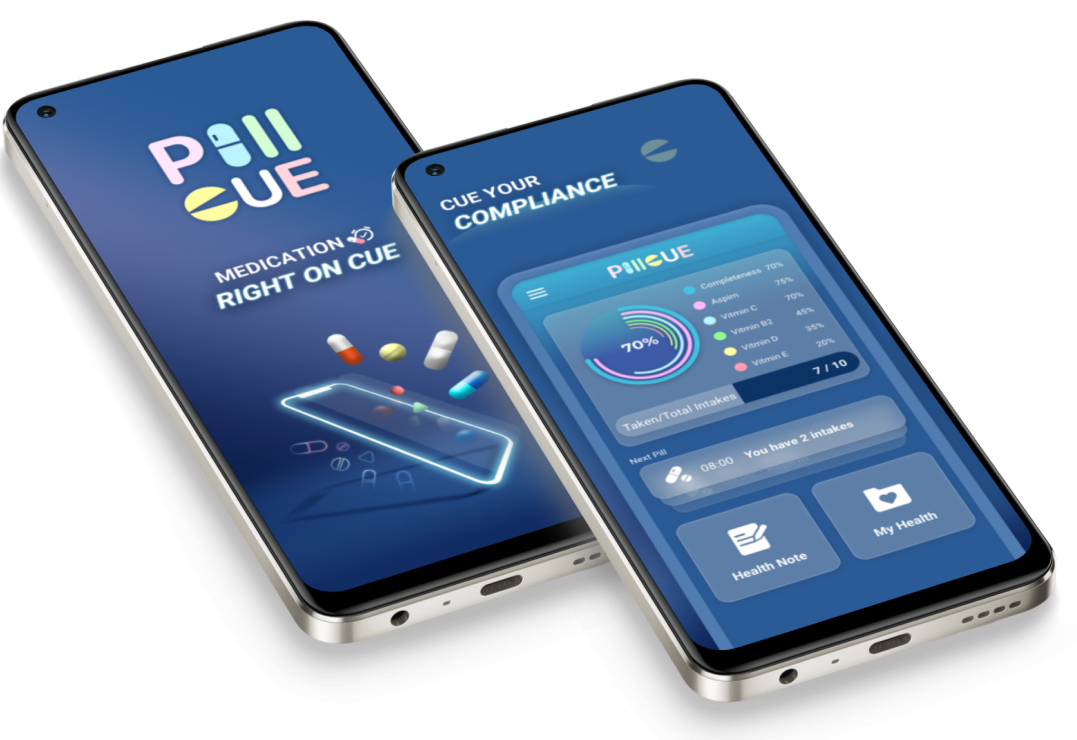 Pill
CUE
MEDICATION
RIGHT ON CUE
CUE YOUR
COMPLIANCE
PillCUE
70%
Completeness 70%
Aspirn 75%
Vitmin C 70%
Vitmin B2 45%
Vitmin D 35%
Vitmin E 20%
7 / 10
Taken/Total Intakes
Next Pill
08:00 You have 2 intakes
Health Note
My Health